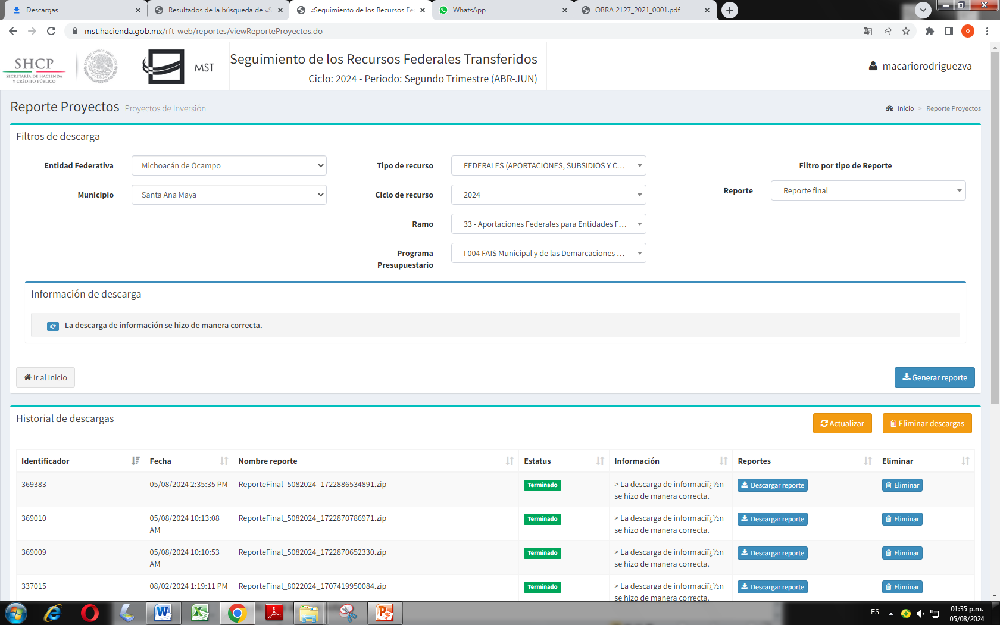 Descargas
Resultados de la búsqueda de «S
.:Seguimiento de los Recursos Fe
WhatsApp
OBRA 2127_2021_0001.pdf
mst.hacienda.gob.mx/rft-web/reportes/viewReporteProyectos.do
SHCP
SECRETARÍA DE HACIENDA
Y CRÉDITO PÚBLICO
ESTADOS UNIDOS MEXICANOS
MST
Seguimiento de los Recursos Federales Transferidos
Ciclo: 2024 - Periodo: Segundo Trimestre (ABR-JUN)
macariorodriguezva
Reporte Proyectos Proyectos de Inversión
Inicio > Reporte Proyectos
Filtros de descarga
Entidad Federativa Michoacán de Ocampo
Municipio Santa Ana Maya
Tipo de recurso FEDERALES (APORTACIONES, SUBSIDIOS Y C...
Ciclo de recurso 2024
Ramo 33 - Aportaciones Federales para Entidades F...
Programa Presupuestario I 004 FAIS Municipal y de las Demarcaciones ...
Filtro por tipo de Reporte
Reporte Reporte final
Información de descarga
La descarga de información se hizo de manera correcta.
Ir al Inicio
Generar reporte
Historial de descargas
Actualizar
Eliminar descargas
Identificador Fecha Nombre reporte Estatus Información Reportes Eliminar
369383 05/08/2024 2:35:35 PM ReporteFinal_5082024_1722886534891.zip Terminado > La descarga de informaciï¿½n se hizo de manera correcta. Descargar reporte Eliminar
369010 05/08/2024 10:13:08 AM ReporteFinal_5082024_1722870786971.zip Terminado > La descarga de informaciï¿½n se hizo de manera correcta. Descargar reporte Eliminar
369009 05/08/2024 10:10:53 AM ReporteFinal_5082024_1722870652330.zip Terminado > La descarga de informaciï¿½n se hizo de manera correcta. Descargar reporte Eliminar
337015 08/02/2024 1:19:11 PM ReporteFinal_8022024_1707419950084.zip Terminado > La descarga de informaciï¿½n se hizo de manera correcta. Descargar reporte Eliminar
ES
01:35 p.m.
05/08/2024